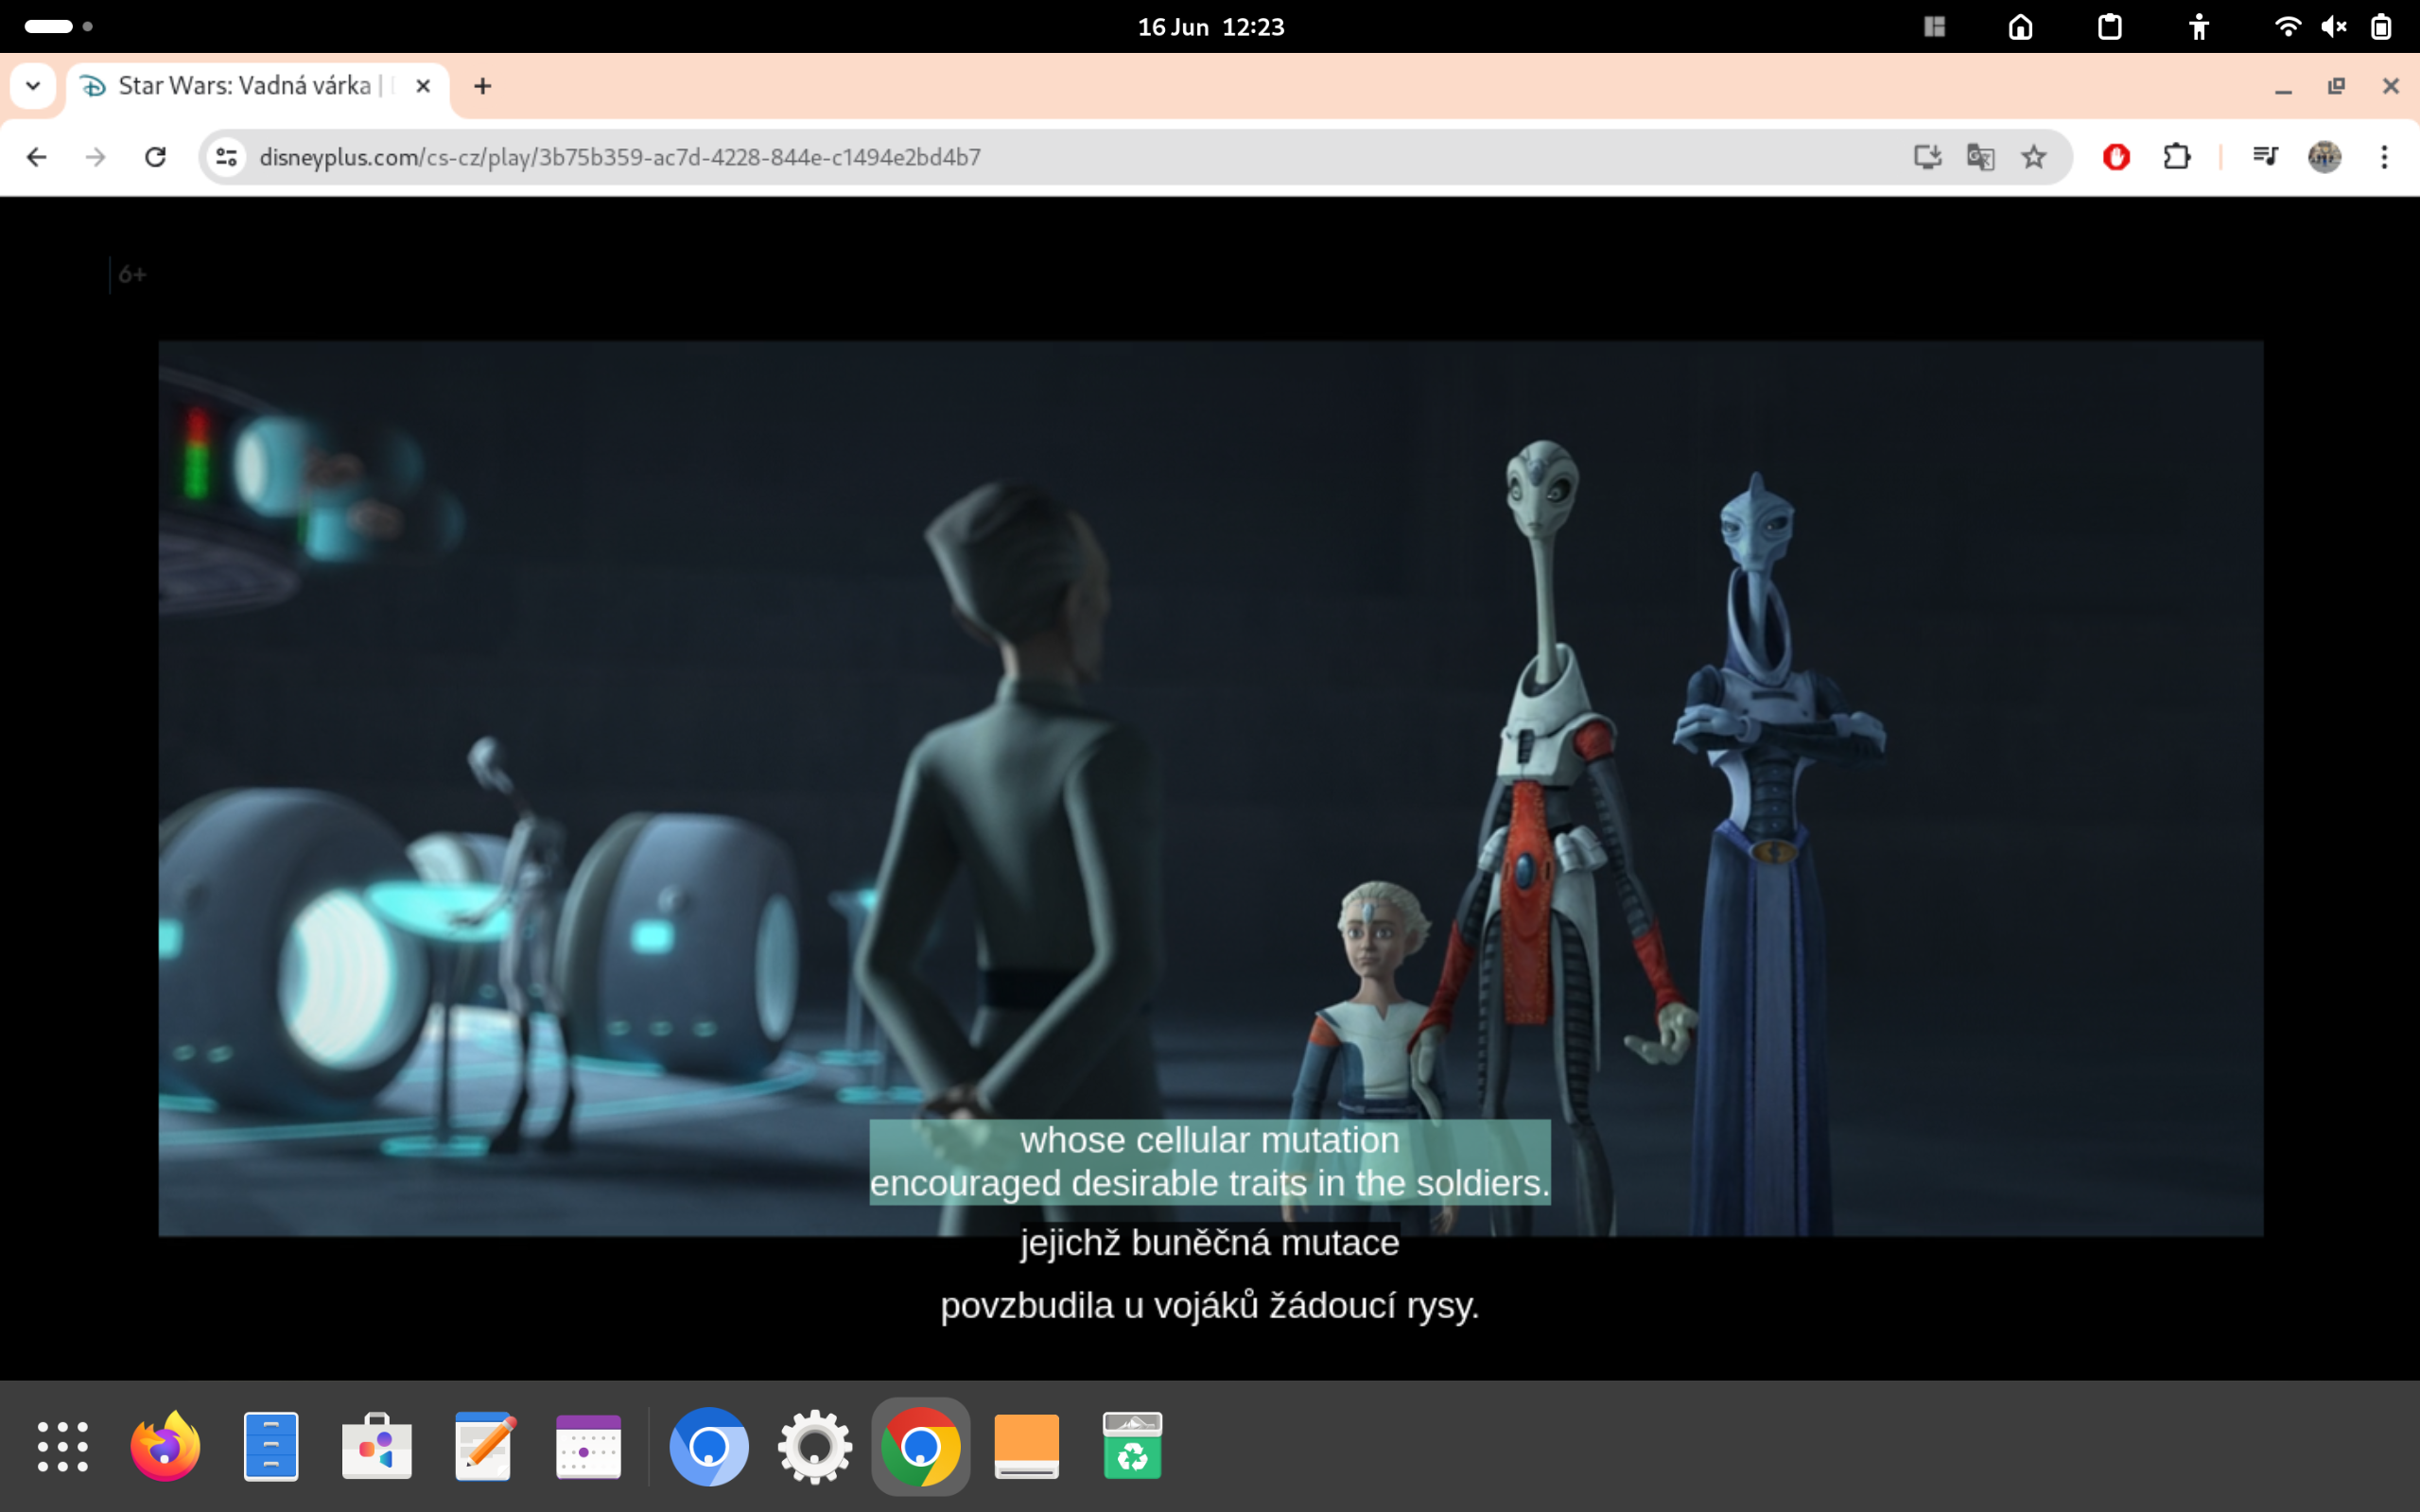 16 Jun 12:23
Star Wars: Vadná várka |
disneyplus.com/cs-cz/play/3b75b359-ac7d-4228-844e-c1494e2bd4b7
6+
whose cellular mutation
encouraged desirable traits in the soldiers.
jejichž buněčná mutace
povzbudila u vojáků žádoucí rysy.